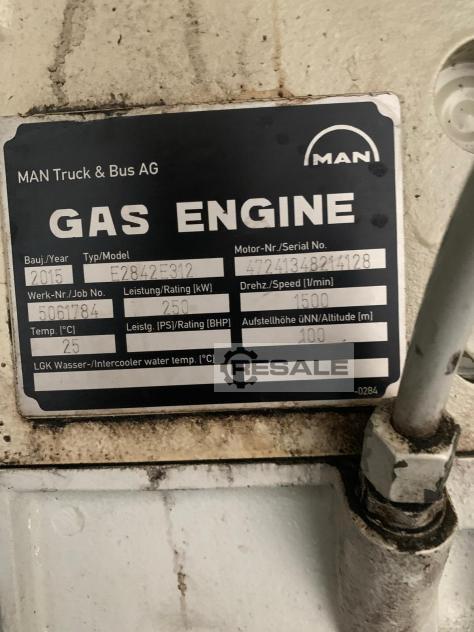 MAN
MAN Truck & Bus AG
GAS ENGINE
Bauj./Year Typ/Model Motor-Nr./Serial No.
2015 E2842E312 47241348214128
Werk-Nr./Job No. Leistung/Rating [kW] Drehz./Speed [1/min]
5061784 250 1500
Temp. [°C] Leistg. [PS]/Rating [BHP] Aufstellhöhe üNN/Altitude [m]
25 100
LGK Wasser-/Intercooler water temp. [°C]
RESALE
-0284